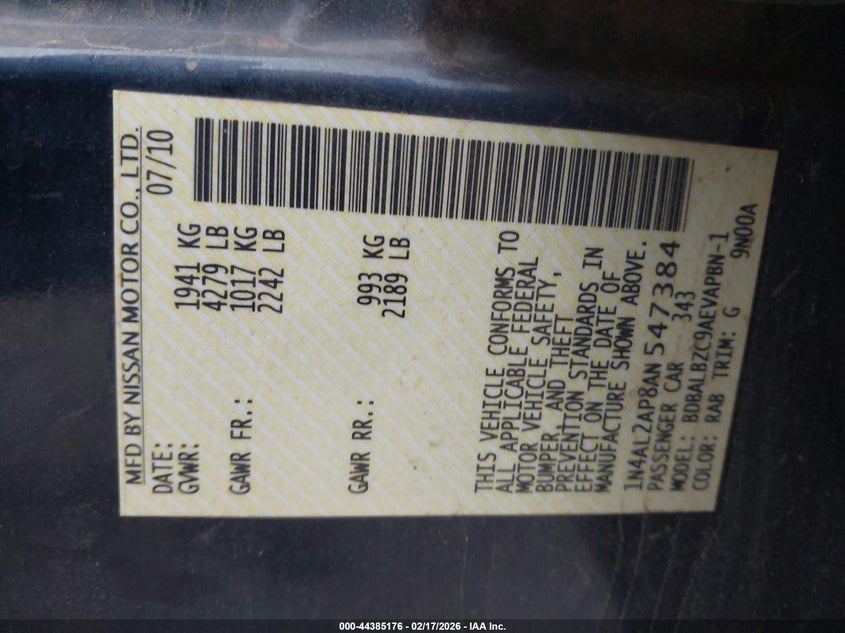 MFD BY NISSAN MOTOR CO., LTD.
DATE: 07/10
GVWR: 1941 KG
4279 LB
GAWR FR.: 1017 KG
2242 LB
GAWR RR.: 993 KG
2189 LB
THIS VEHICLE CONFORMS TO
ALL APPLICABLE FEDERAL
MOTOR VEHICLE SAFETY,
BUMPER, AND THEFT
PREVENTION STANDARDS IN
EFFECT ON THE DATE OF
MANUFACTURE SHOWN ABOVE.
1N4AL2AP8AN547384
PASSENGER CAR 343
MODEL: BDBALBZC9AEVAPBN-1
COLOR: RAB TRIM: G 9N00A
000-44385176 - 02/17/2026 - IAA Inc.